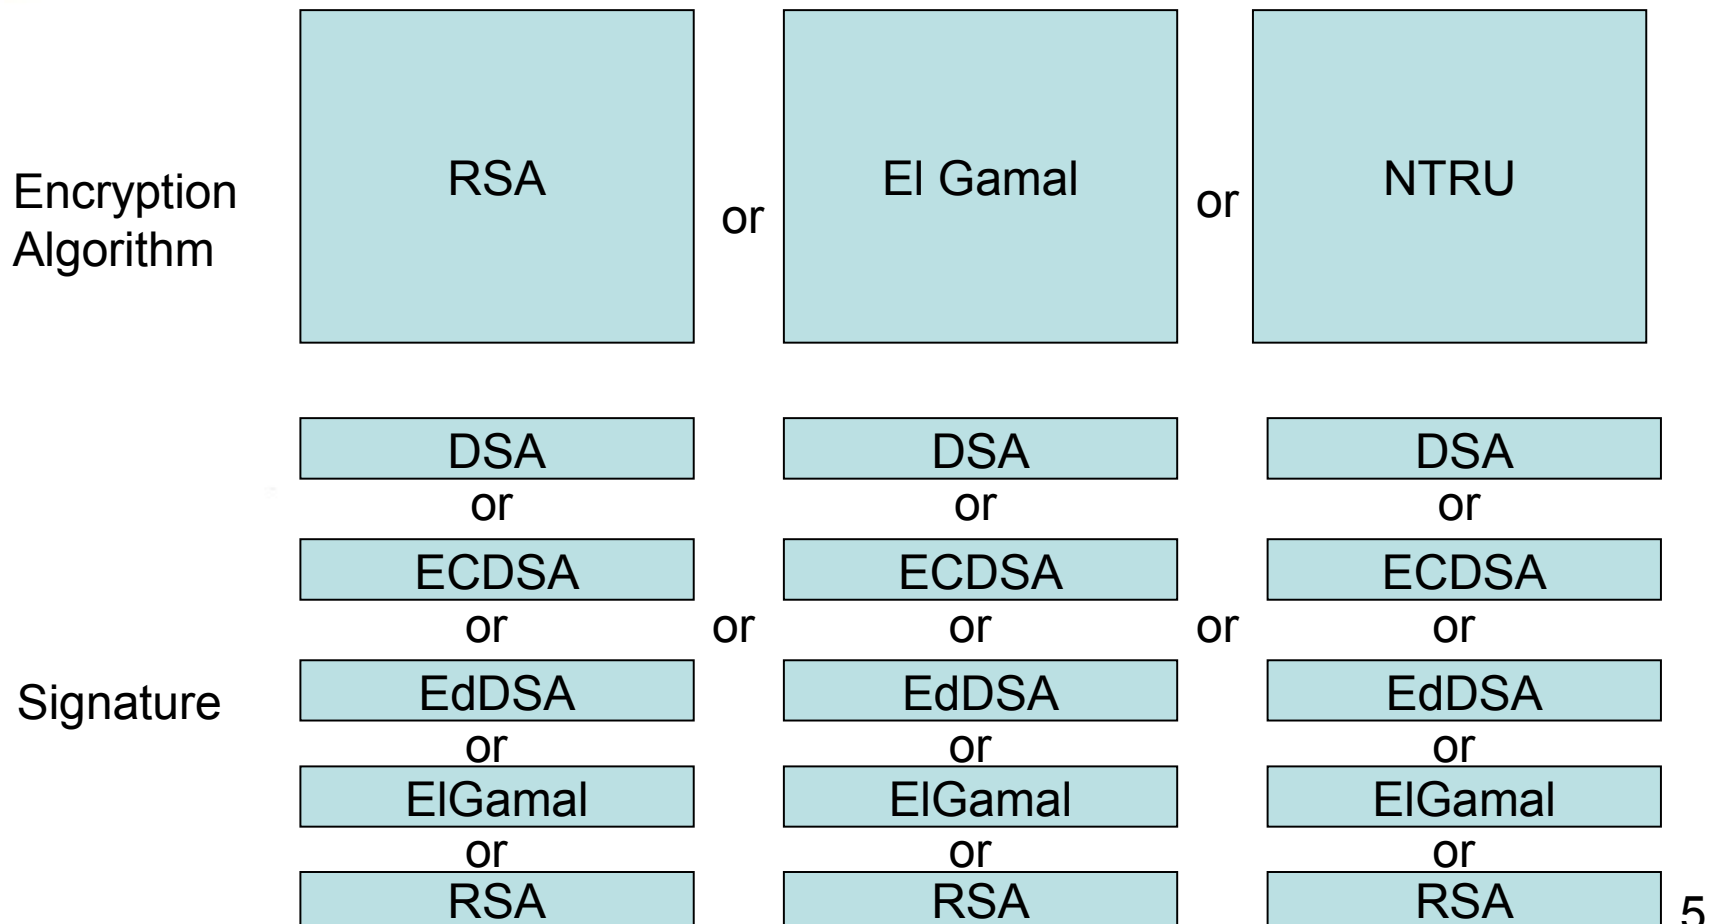 RSA
El Gamal
NTRU
Encryption
Algorithm
or
or
DSA
DSA
DSA
or
or
or
ECDSA
ECDSA
ECDSA
or
or
or
or
or
Signature
EdDSA
EdDSA
EdDSA
or
or
or
ElGamal
ElGamal
ElGamal
or
or
or
RSA
RSA
RSA
5